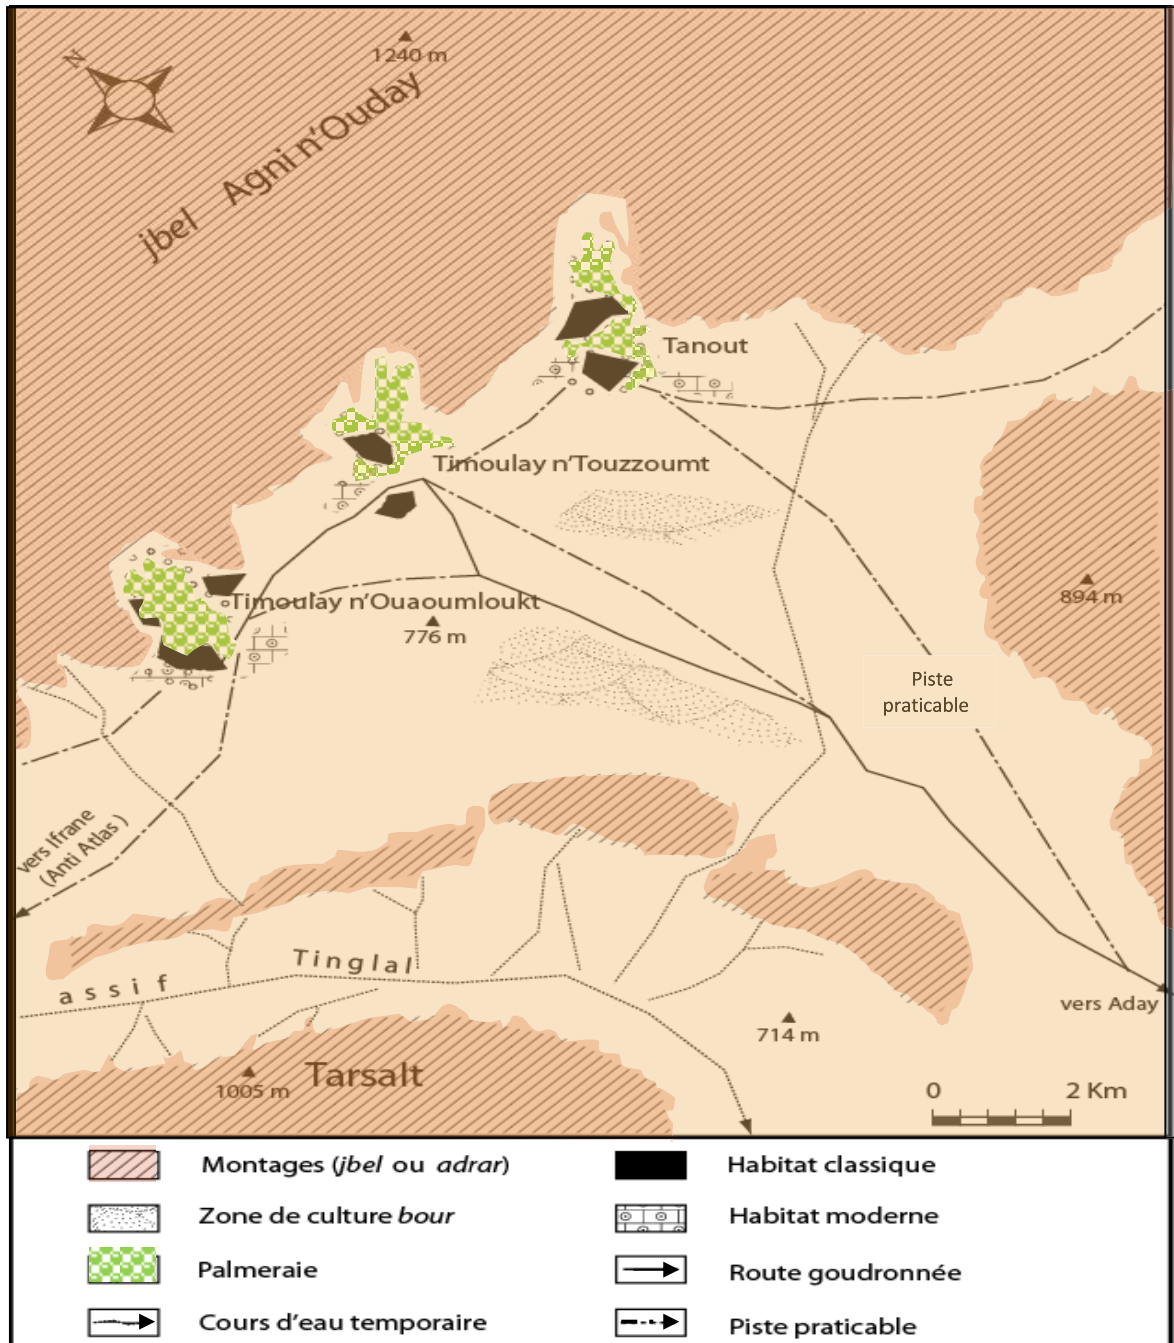 N
1240 m
jbel Agni n'Ouday
Tanout
Timoulay n'Touzzoumt
Timoulay n'Ouaoumloukt
776 m
894 m
Piste
praticable
vers Ifrane
(Anti Atlas )
assif Tinglal
vers Aday
714 m
Tarsalt
1005 m
0 2 Km
Montages (jbel ou adrar)
Habitat classique
Zone de culture bour
Habitat moderne
Palmeraie
Route goudronnée
Cours d'eau temporaire
Piste praticable